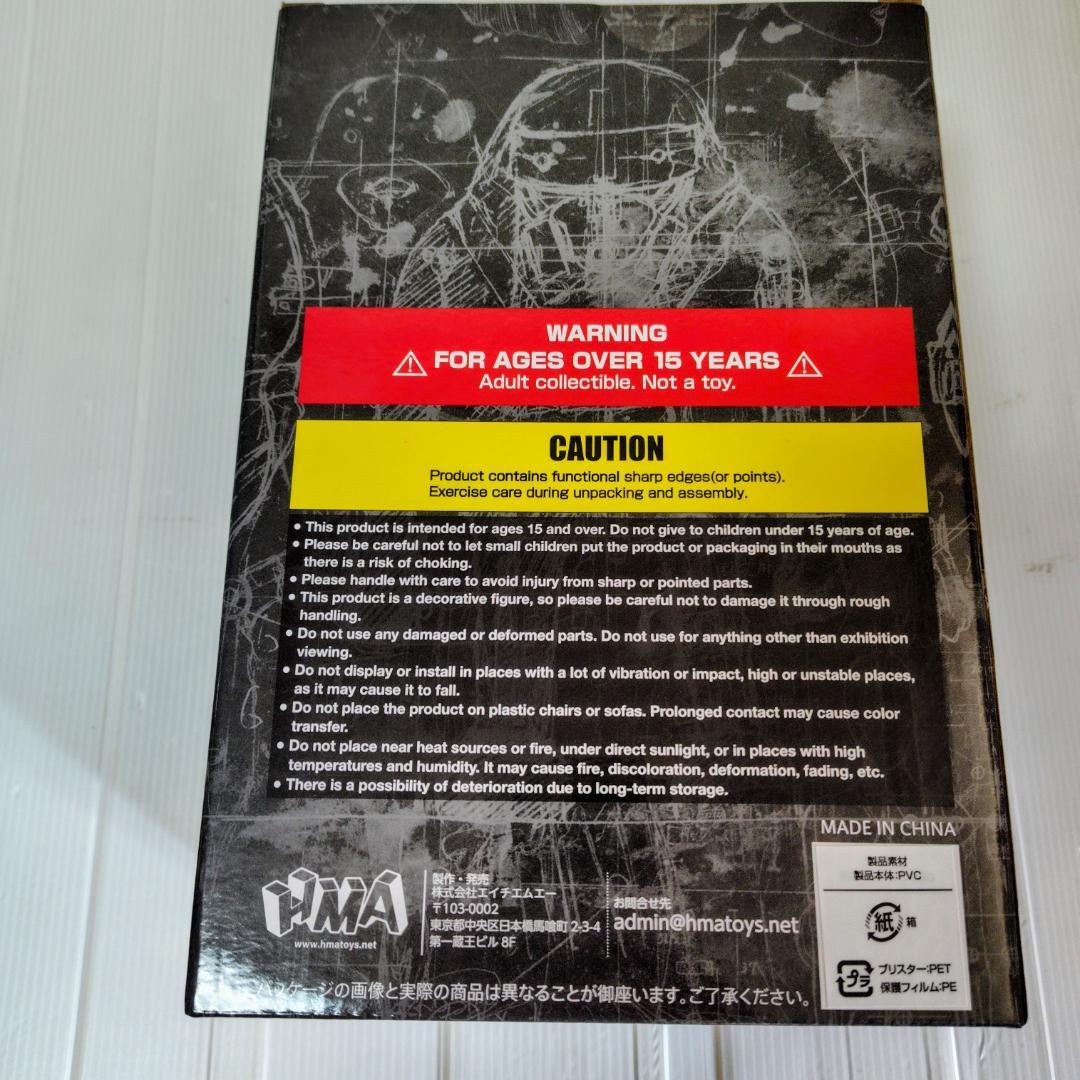 WARNING
FOR AGES OVER 15 YEARS
Adult collectible. Not a toy.
CAUTION
Product contains functional sharp edges(or points).
Exercise care during unpacking and assembly.
• This product is intended for ages 15 and over. Do not give to children under 15 years of age.
• Please be careful not to let small children put the product or packaging in their mouths as
there is a risk of choking.
• Please handle with care to avoid injury from sharp or pointed parts.
• This product is a decorative figure, so please be careful not to damage it through rough
handling.
• Do not use any damaged or deformed parts. Do not use for anything other than exhibition
viewing.
• Do not display or install in places with a lot of vibration or impact, high or unstable places,
as it may cause it to fall.
• Do not place the product on plastic chairs or sofas. Prolonged contact may cause color
transfer.
• Do not place near heat sources or fire, under direct sunlight, or in places with high
temperatures and humidity. It may cause fire, discoloration, deformation, fading, etc.
• There is a possibility of deterioration due to long-term storage.
MADE IN CHINA
HMA
www.hmatoys.net
製作・発売
株式会社エイチエムエー
〒103-0002
東京都中央区日本橋馬喰町 2-3-4
第一蔵王ビル 8F
お問合せ先
admin@hmatoys.net
製品素材
製品本体:PVC
紙 箱
プラ
ブリスター:PET
保護フィルム:PE
パッケージの画像と実際の商品は異なることが御座います。ご了承ください。